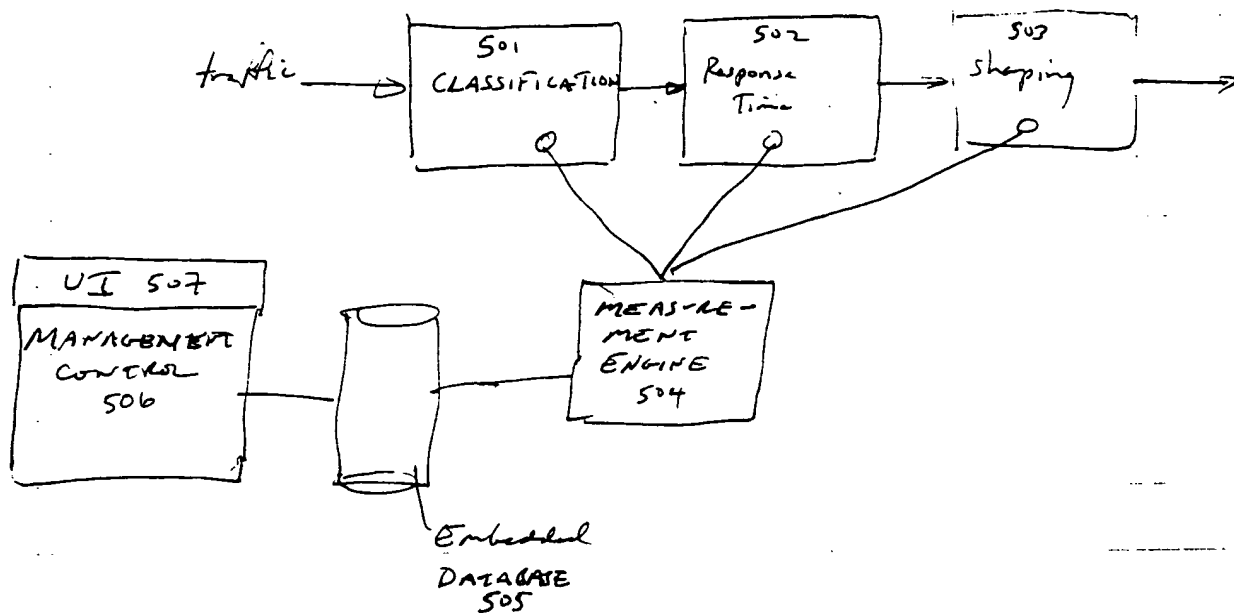 traffic
501
CLASSIFICATION
502
Response
Time
503
Shaping
UI 507
MANAGEMENT
CONTROL
506
MEASURE-
MENT
ENGINE
504
Embedded
DATABASE
505